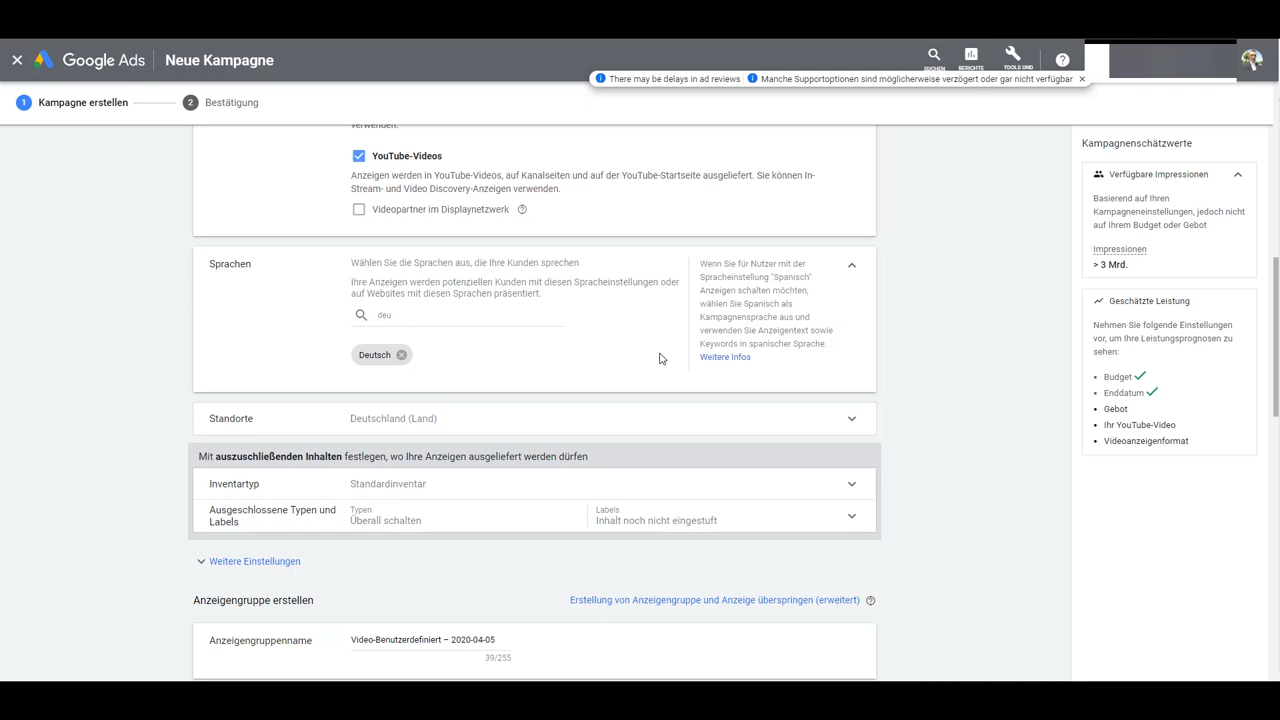 Google Ads
Neue Kampagne
SUCHEN
BERICHTE
TOOLS UND
There may be delays in ad reviews
Manche Supportoptionen sind möglicherweise verzögert oder gar nicht verfügbar
1 Kampagne erstellen
2 Bestätigung
verwenden.
YouTube-Videos
Anzeigen werden in YouTube-Videos, auf Kanalseiten und auf der YouTube-Startseite ausgeliefert. Sie können In-
Stream- und Video Discovery-Anzeigen verwenden.
Videopartner im Displaynetzwerk
Sprachen
Wählen Sie die Sprachen aus, die Ihre Kunden sprechen
Ihre Anzeigen werden potenziellen Kunden mit diesen Spracheinstellungen oder
auf Websites mit diesen Sprachen präsentiert.
deu
Deutsch
Wenn Sie für Nutzer mit der
Spracheinstellung "Spanisch"
Anzeigen schalten möchten,
wählen Sie Spanisch als
Kampagnensprache aus und
verwenden Sie Anzeigentext sowie
Keywords in spanischer Sprache.
Weitere Infos
Standorte
Deutschland (Land)
Mit auszuschließenden Inhalten festlegen, wo Ihre Anzeigen ausgeliefert werden dürfen
Inventartyp
Standardinventar
Ausgeschlossene Typen und
Labels
Typen
Überall schalten
Labels
Inhalt noch nicht eingestuft
Weitere Einstellungen
Anzeigengruppe erstellen
Erstellung von Anzeigengruppe und Anzeige überspringen (erweitert)
Anzeigengruppenname
Video-Benutzerdefiniert – 2020-04-05
39/255
Kampagnenschätzwerte
Verfügbare Impressionen
Basierend auf Ihren
Kampagneneinstellungen, jedoch nicht
auf Ihrem Budget oder Gebot
Impressionen
> 3 Mrd.
Geschätzte Leistung
Nehmen Sie folgende Einstellungen
vor, um Ihre Leistungsprognosen zu
sehen:
• Budget
• Enddatum
• Gebot
• Ihr YouTube-Video
• Videoanzeigenformat